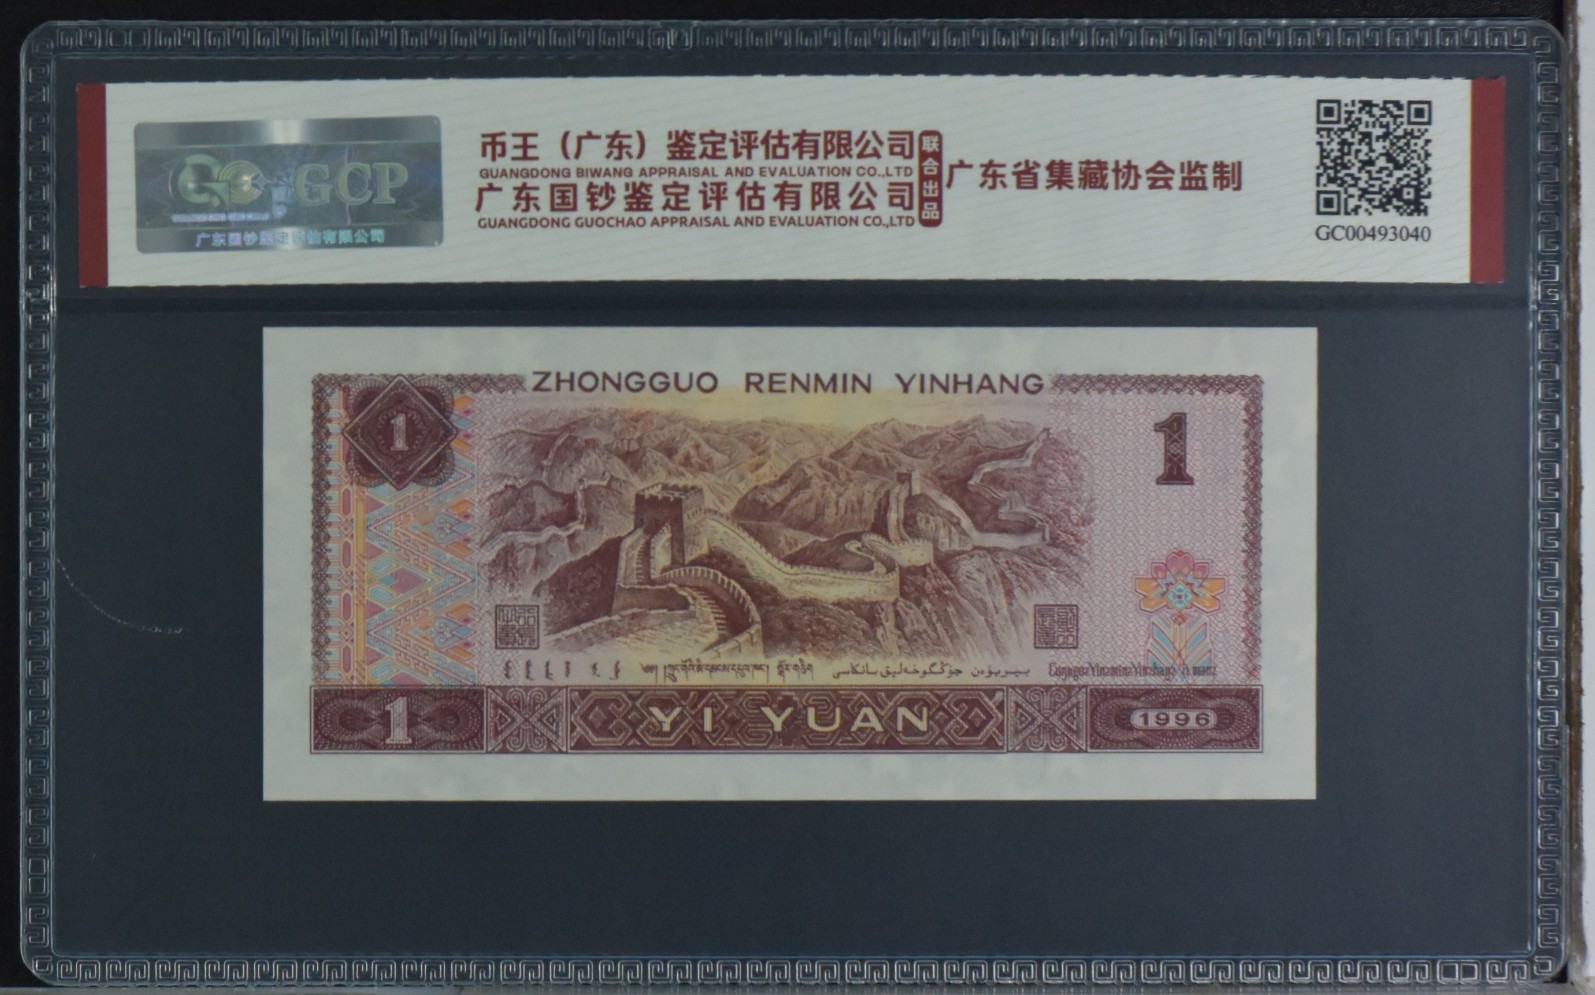 GCP
广东国钞鉴定评估有限公司
币王（广东）鉴定评估有限公司
GUANGDONG BIWANG APPRAISAL AND EVALUATION CO.,LTD
广东国钞鉴定评估有限公司
GUANGDONG GUOCHAO APPRAISAL AND EVALUATION CO.,LTD
联合出品
广东省集藏协会监制
GC00493040
ZHONGGUO RENMIN YINHANG
1
1
1
YI YUAN
1996